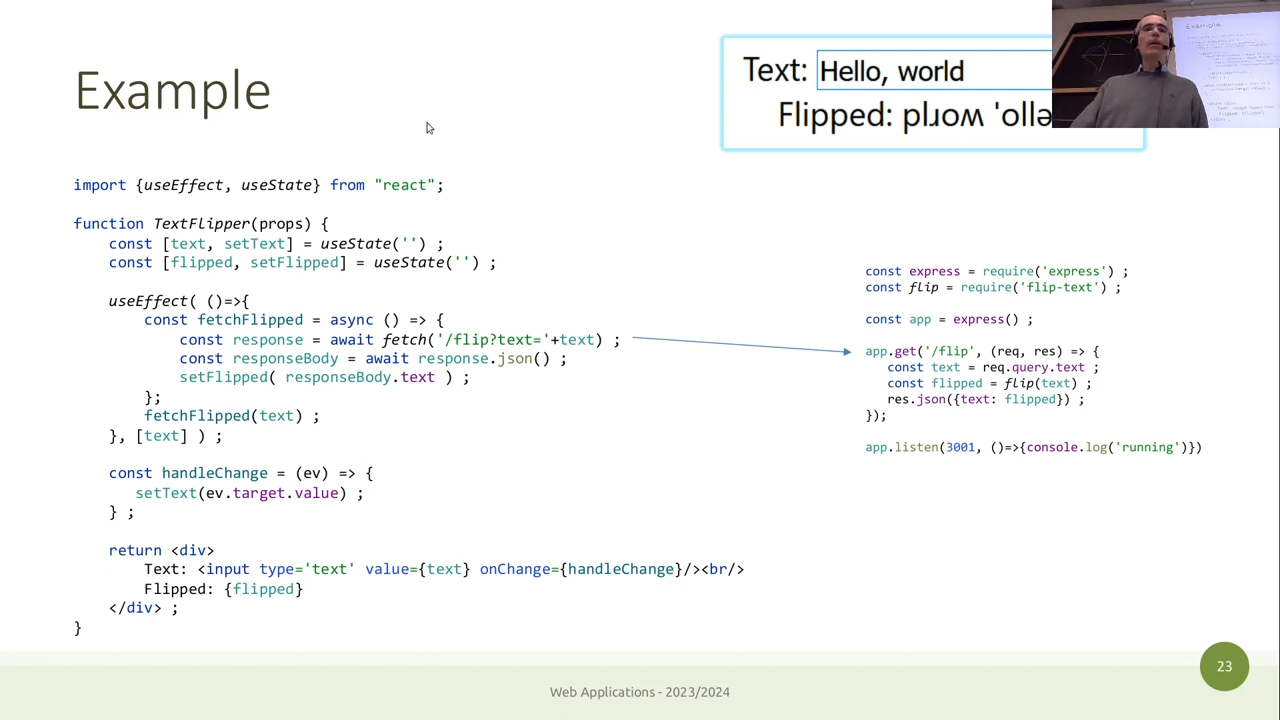 Example
Text: Hello, world
Flipped: plɹoʍ 'ollǝ
import {useEffect, useState} from "react";
function TextFlipper(props) {
const [text, setText] = useState('') ;
const [flipped, setFlipped] = useState('') ;
useEffect( ()=>{
const fetchFlipped = async () => {
const response = await fetch('/flip?text='+text) ;
const responseBody = await response.json() ;
setFlipped( responseBody.text ) ;
};
fetchFlipped(text) ;
}, [text] ) ;
const handleChange = (ev) => {
setText(ev.target.value) ;
} ;
return <div>
Text: <input type='text' value={text} onChange={handleChange}/><br/>
Flipped: {flipped}
</div> ;
}
const express = require('express') ;
const flip = require('flip-text') ;
const app = express() ;
app.get('/flip', (req, res) => {
const text = req.query.text ;
const flipped = flip(text) ;
res.json({text: flipped}) ;
});
app.listen(3001, ()=>{console.log('running')})
Web Applications - 2023/2024
23